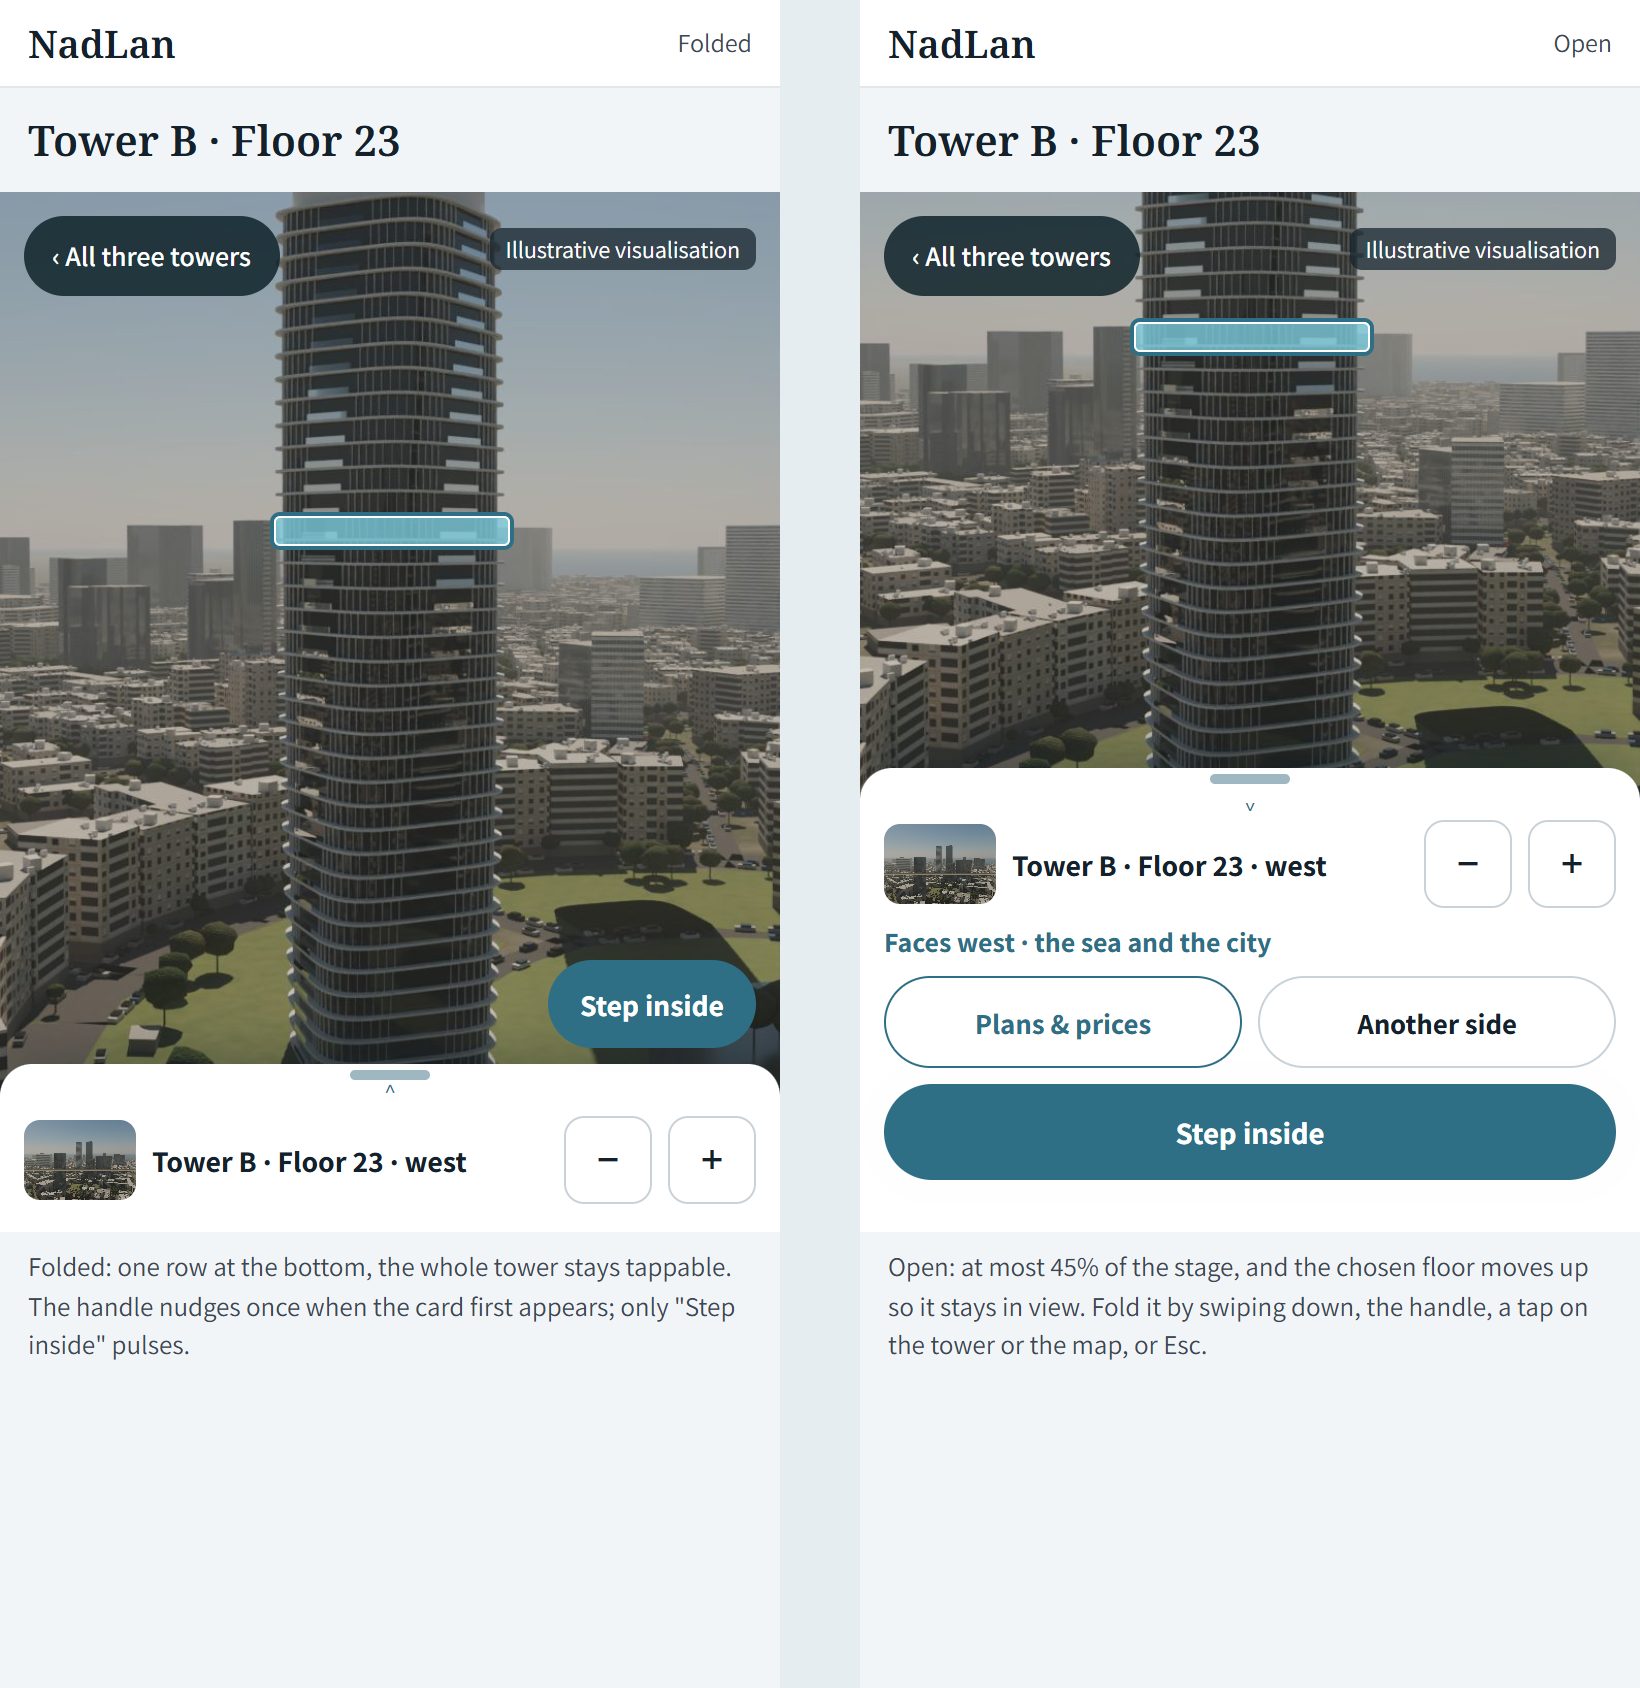 NadLan
Folded
Tower B · Floor 23
‹ All three towers
Illustrative visualisation
Step inside
^
Tower B · Floor 23 · west
−
+
Folded: one row at the bottom, the whole tower stays tappable.
The handle nudges once when the card first appears; only "Step
inside" pulses.
NadLan
Open
Tower B · Floor 23
‹ All three towers
Illustrative visualisation
v
Tower B · Floor 23 · west
−
+
Faces west · the sea and the city
Plans & prices
Another side
Step inside
Open: at most 45% of the stage, and the chosen floor moves up
so it stays in view. Fold it by swiping down, the handle, a tap on
the tower or the map, or Esc.